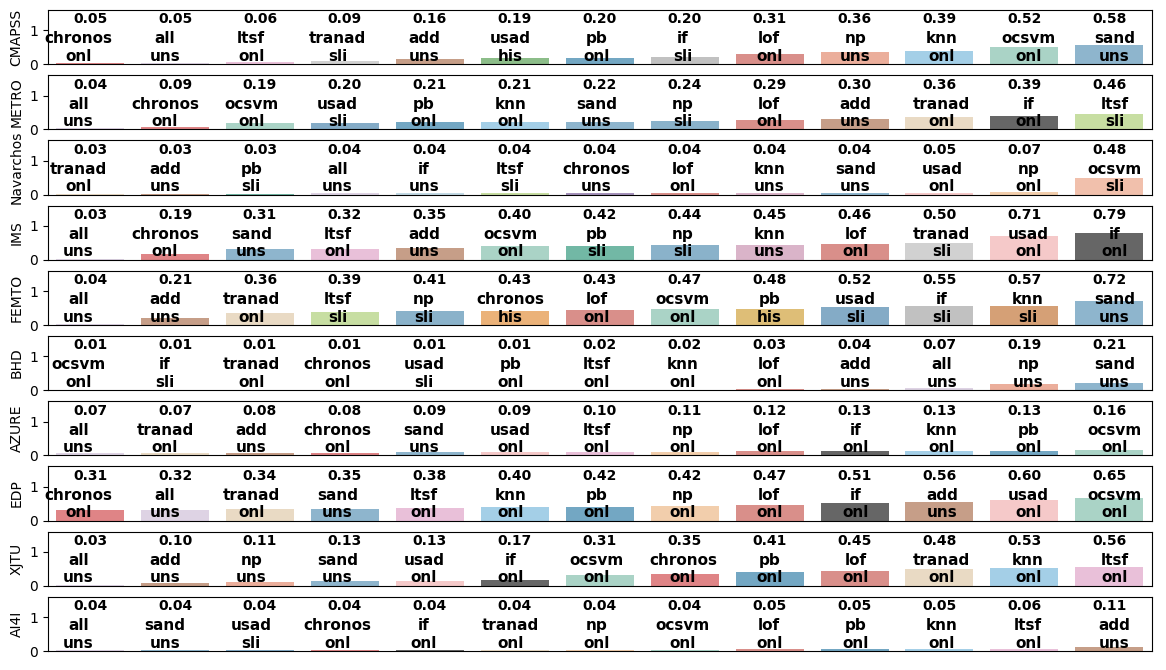 CMAPSS
1
0
0.05 0.05 0.06 0.09 0.16 0.19 0.20 0.20 0.31 0.36 0.39 0.52 0.58
chronos all ltsf tranad add usad pb if lof np knn ocsvm sand
onl uns onl sli uns his onl sli onl uns onl onl uns
METRO
1
0
0.04 0.09 0.19 0.20 0.21 0.21 0.22 0.24 0.29 0.30 0.36 0.39 0.46
all chronos ocsvm usad pb knn sand np lof add tranad if ltsf
uns onl onl sli onl onl uns sli onl uns onl onl sli
Navarchos
1
0
0.03 0.03 0.03 0.04 0.04 0.04 0.04 0.04 0.04 0.04 0.05 0.07 0.48
tranad add pb all if ltsf chronos lof knn sand usad np ocsvm
onl uns sli uns uns sli uns onl uns uns onl onl sli
IMS
1
0
0.03 0.19 0.31 0.32 0.35 0.40 0.42 0.44 0.45 0.46 0.50 0.71 0.79
all chronos sand ltsf add ocsvm pb np knn lof tranad usad if
uns onl uns onl uns onl sli sli uns onl sli onl onl
FEMTO
1
0
0.04 0.21 0.36 0.39 0.41 0.43 0.43 0.47 0.48 0.52 0.55 0.57 0.72
all add tranad ltsf np chronos lof ocsvm pb usad if knn sand
uns uns onl sli sli his onl onl his sli sli sli uns
BHD
1
0
0.01 0.01 0.01 0.01 0.01 0.01 0.02 0.02 0.03 0.04 0.07 0.19 0.21
ocsvm if tranad chronos usad pb ltsf knn lof add all np sand
onl sli onl onl sli onl onl onl onl uns uns uns uns
AZURE
1
0
0.07 0.07 0.08 0.08 0.09 0.09 0.10 0.11 0.12 0.13 0.13 0.13 0.16
all tranad add chronos sand usad ltsf np lof if knn pb ocsvm
uns onl uns onl uns onl onl onl onl onl onl onl onl
EDP
1
0
0.31 0.32 0.34 0.35 0.38 0.40 0.42 0.42 0.47 0.51 0.56 0.60 0.65
chronos all tranad sand ltsf knn pb np lof if add usad ocsvm
onl uns onl uns onl onl onl onl onl onl uns onl onl
XJTU
1
0
0.03 0.10 0.11 0.13 0.13 0.17 0.31 0.35 0.41 0.45 0.48 0.53 0.56
all add np sand usad if ocsvm chronos pb lof tranad knn ltsf
uns uns uns uns onl onl onl onl onl onl onl onl onl
AI4I
1
0
0.04 0.04 0.04 0.04 0.04 0.04 0.04 0.04 0.05 0.05 0.05 0.06 0.11
all sand usad chronos if tranad np ocsvm lof pb knn ltsf add
uns uns sli onl onl onl onl onl onl onl onl onl uns